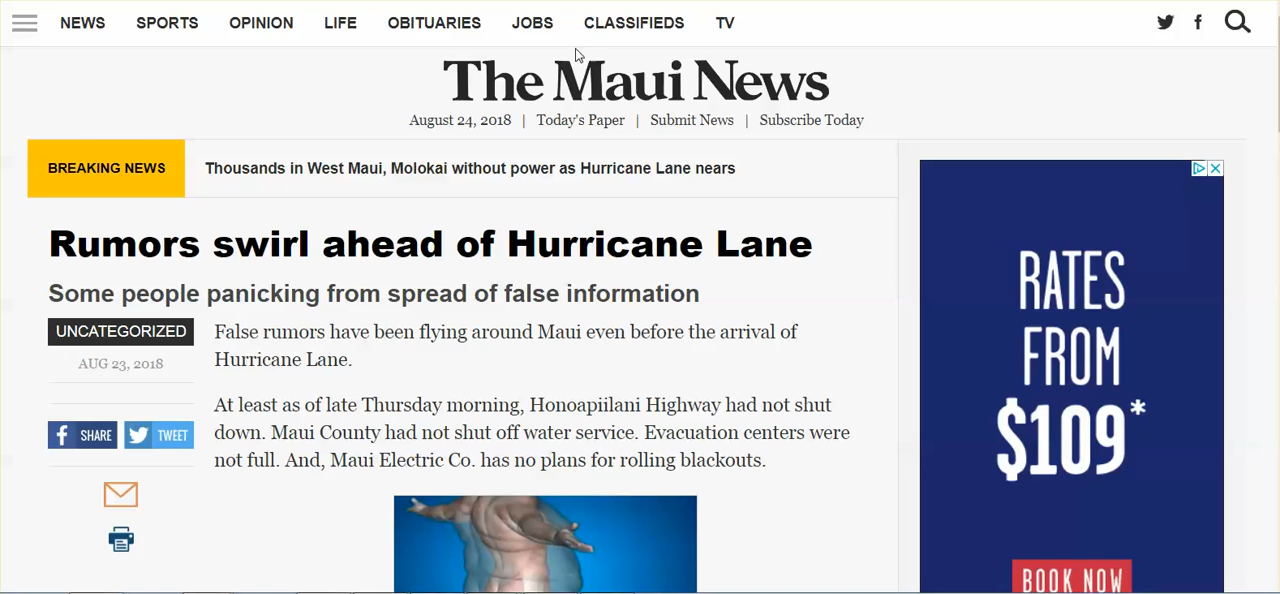 NEWS SPORTS OPINION LIFE OBITUARIES JOBS CLASSIFIEDS TV
The Maui News
August 24, 2018 | Today's Paper | Submit News | Subscribe Today
BREAKING NEWS
Thousands in West Maui, Molokai without power as Hurricane Lane nears
Rumors swirl ahead of Hurricane Lane
Some people panicking from spread of false information
UNCATEGORIZED
AUG 23, 2018
SHARE TWEET
False rumors have been flying around Maui even before the arrival of
Hurricane Lane.
At least as of late Thursday morning, Honoapiilani Highway had not shut
down. Maui County had not shut off water service. Evacuation centers were
not full. And, Maui Electric Co. has no plans for rolling blackouts.
RATES
FROM
$109*
BOOK NOW